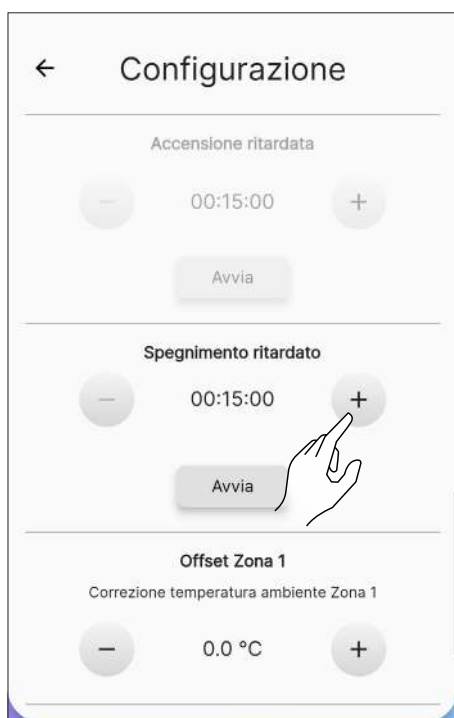 ← Configurazione
Accensione ritardata
− 00:15:00 +
Avvia
Spegnimento ritardato
− 00:15:00 +
Avvia
Offset Zona 1
Correzione temperatura ambiente Zona 1
− 0.0 °C +